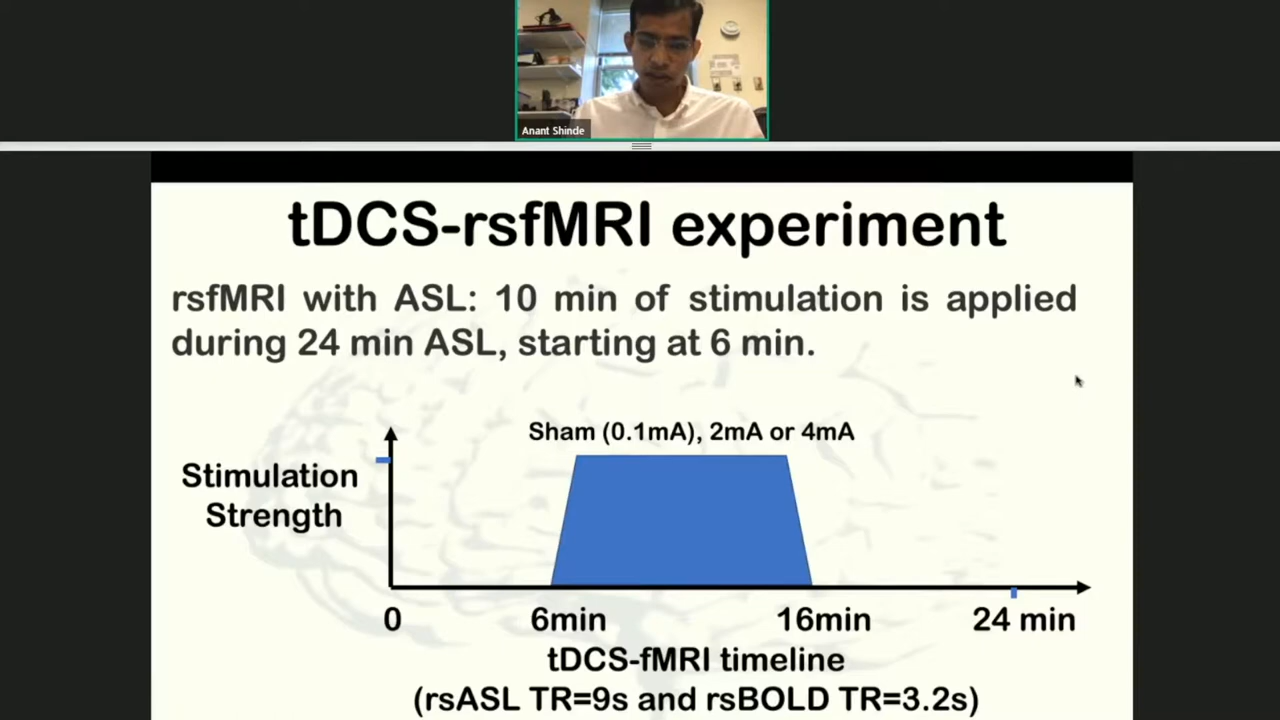 Anant Shinde
tDCS-rsfMRI experiment
rsfMRI with ASL: 10 min of stimulation is applied
during 24 min ASL, starting at 6 min.
Sham (0.1mA), 2mA or 4mA
Stimulation
Strength
0
6min
16min
24 min
tDCS-fMRI timeline
(rsASL TR=9s and rsBOLD TR=3.2s)